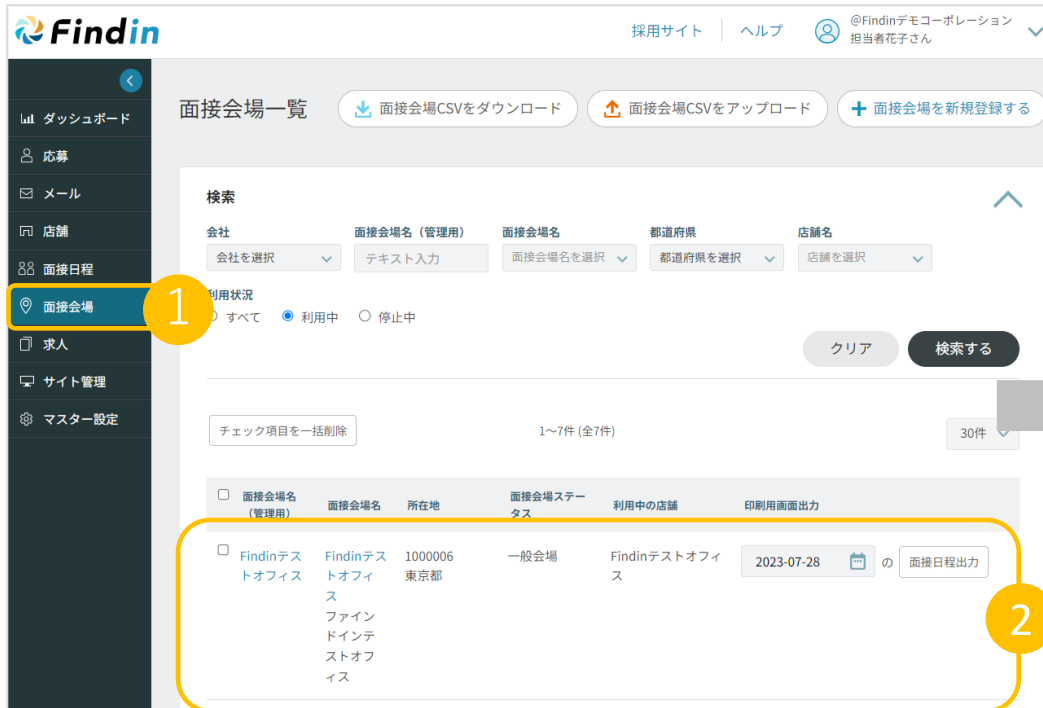 Findin
採用サイト
ヘルプ
@Findinデモコーポレーション
担当者花子さん
ダッシュボード
応募
メール
店舗
面接日程
面接会場
求人
サイト管理
マスター設定
1
面接会場一覧
面接会場CSVをダウンロード
面接会場CSVをアップロード
面接会場を新規登録する
検索
会社
面接会場名（管理用）
面接会場名
都道府県
店舗名
会社を選択
テキスト入力
面接会場名を選択
都道府県を選択
店舗を選択
利用状況
すべて
利用中
停止中
クリア
検索する
チェック項目を一括削除
1～7件 (全7件)
30件
面接会場名
（管理用）
面接会場名
所在地
面接会場ステー
タス
利用中の店舗
印刷用画面出力
Findinテス
トオフィス
Findinテス
トオフィ
ス
ファイン
ドインテ
ストオフ
ィス
1000006
東京都
一般会場
Findinテストオフィ
ス
2023-07-28
の
面接日程出力
2